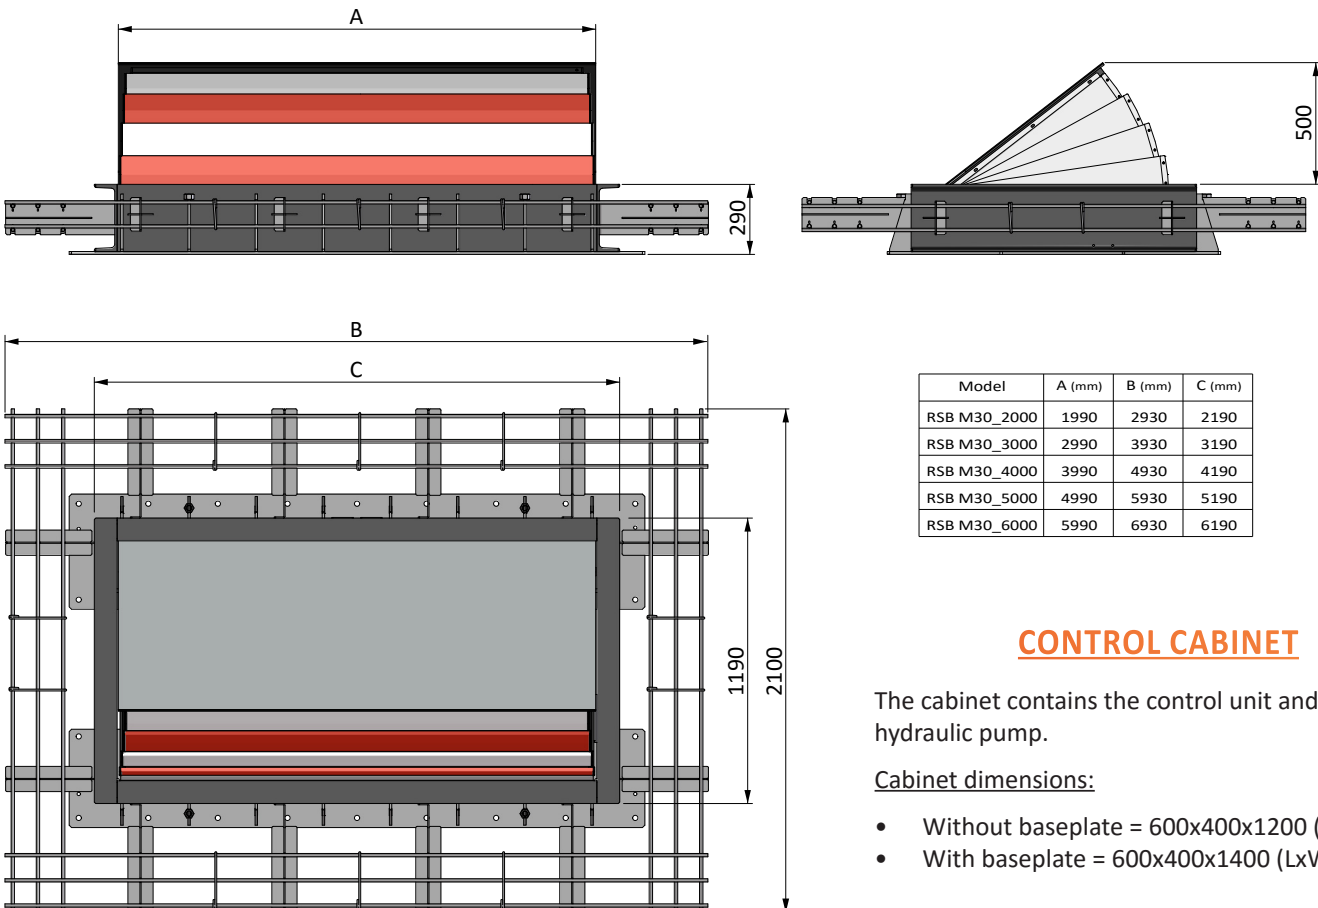 A
500
290
B
C
Model A (mm) B (mm) C (mm)
RSB M30_2000 1990 2930 2190
RSB M30_3000 2990 3930 3190
RSB M30_4000 3990 4930 4190
RSB M30_5000 4990 5930 5190
RSB M30_6000 5990 6930 6190
1190
2100
CONTROL CABINET
The cabinet contains the control unit and
hydraulic pump.
Cabinet dimensions:
• Without baseplate = 600x400x1200 (
• With baseplate = 600x400x1400 (LxW